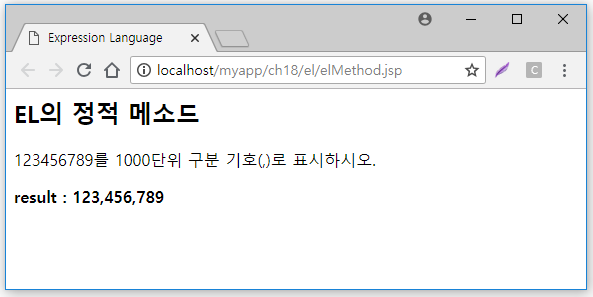 Expression Language
localhost/myapp/ch18/el/elMethod.jsp
C
EL의 정적 메소드
123456789를 1000단위 구분 기호(,)로 표시하시오.
result : 123,456,789